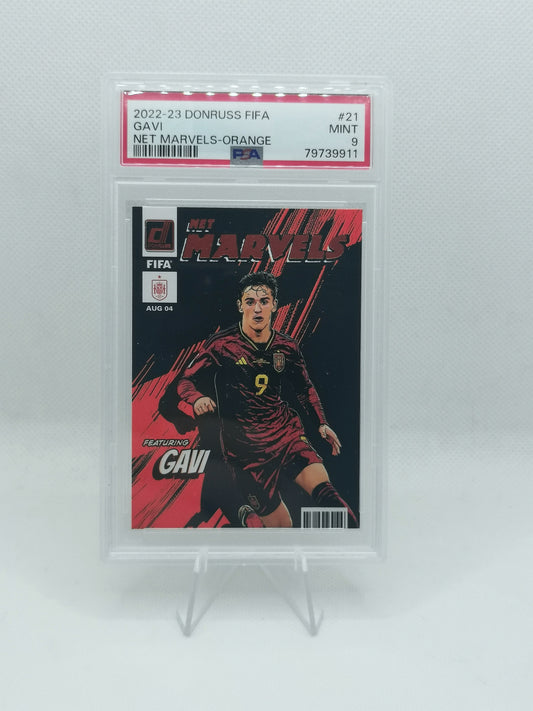 2022-23 DONRUSS FIFA #21
GAVI MINT
NET MARVELS-ORANGE 9
PSA 79739911
NET
MARVELS
FIFA
AUG 04
9
FEATURING
GAVI